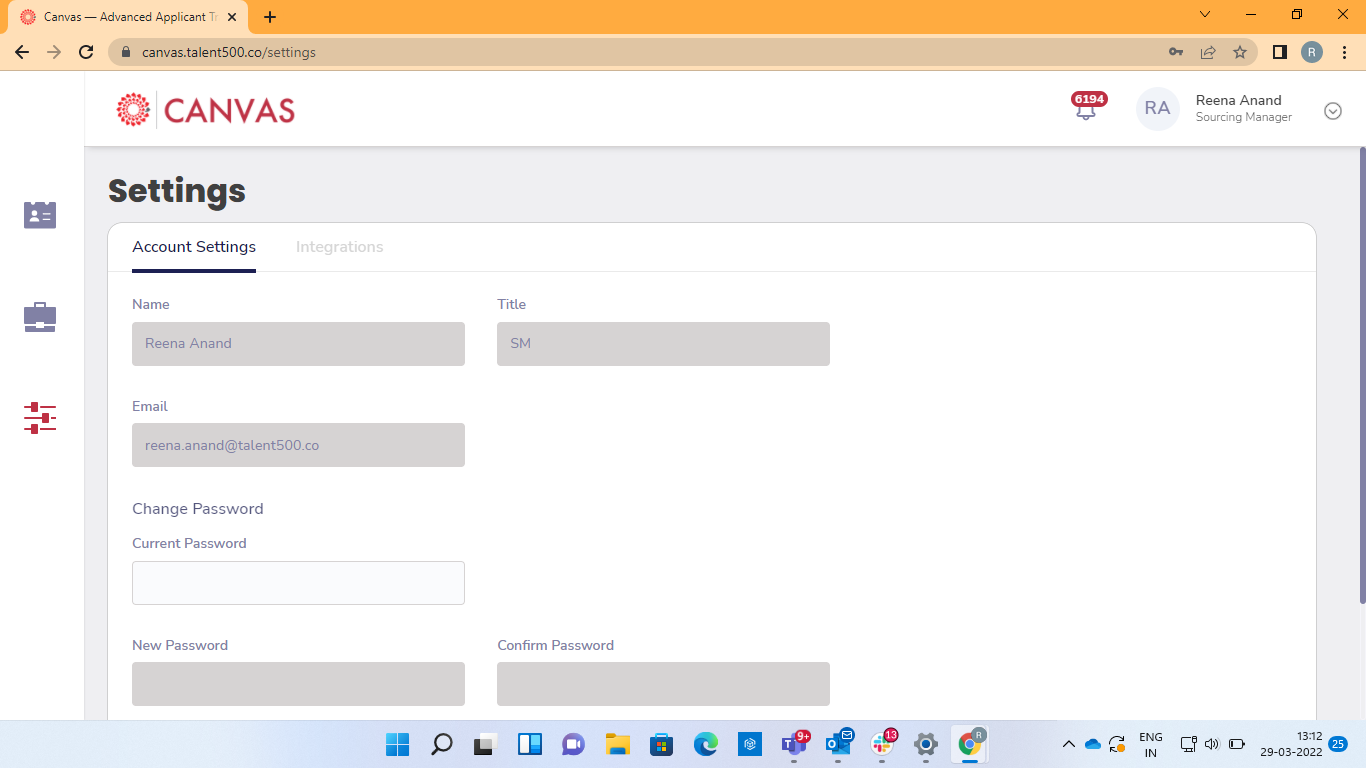 Canvas — Advanced Applicant Tr
canvas.talent500.co/settings
R
CANVAS
6194
RA
Reena Anand
Sourcing Manager
Settings
Account Settings
Integrations
Name
Title
Reena Anand
SM
Email
reena.anand@talent500.co
Change Password
Current Password
New Password
Confirm Password
9+
13
R
ENG
IN
13:12
29-03-2022
25